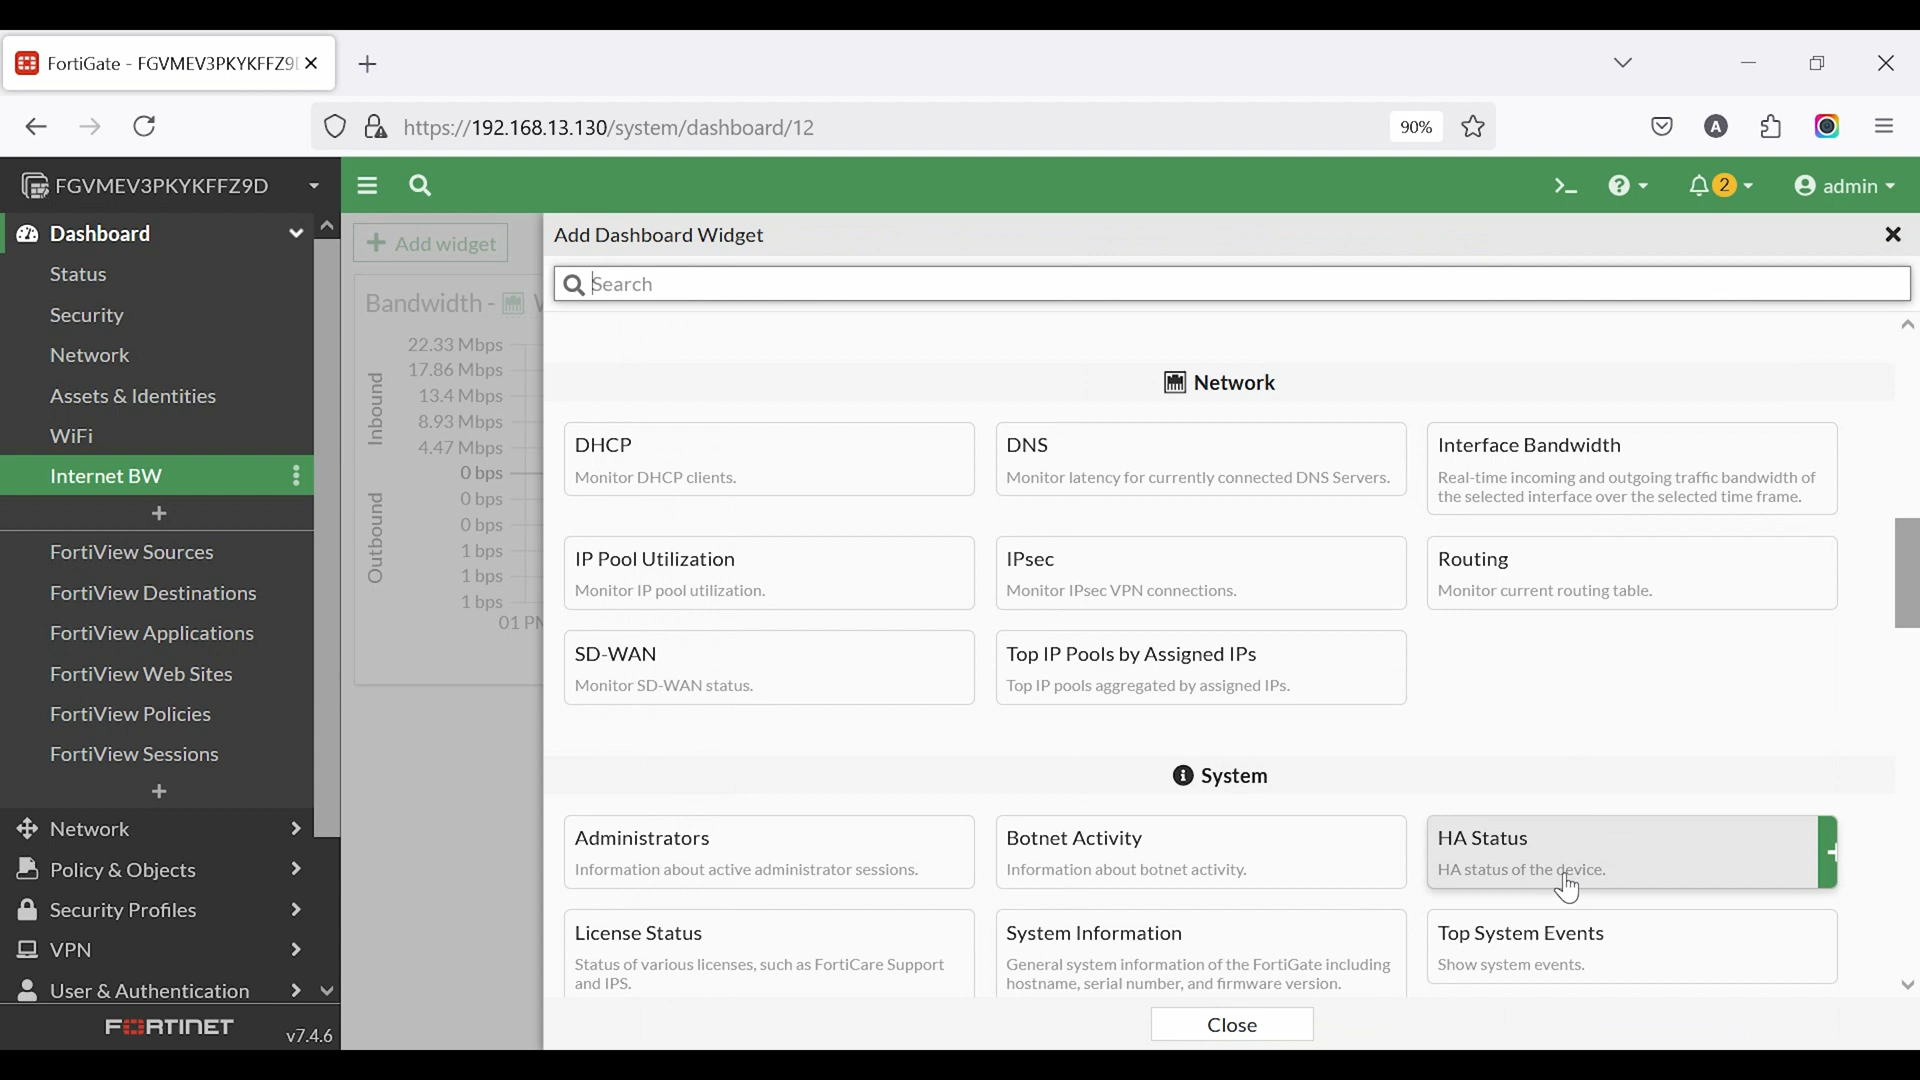 FortiGate - FGVMEV3PKYKFFZ9
https://192.168.13.130/system/dashboard/12
90%
A
FGVMEV3PKYKFFZ9D
2
admin
Dashboard
Status
Security
Network
Assets & Identities
WiFi
Internet BW
FortiView Sources
FortiView Destinations
FortiView Applications
FortiView Web Sites
FortiView Policies
FortiView Sessions
Network
Policy & Objects
Security Profiles
VPN
User & Authentication
FORTINET
v7.4.6
Add widget
Bandwidth -
Inbound
22.33 Mbps
17.86 Mbps
13.4 Mbps
8.93 Mbps
4.47 Mbps
0 bps
Outbound
0 bps
0 bps
1 bps
1 bps
1 bps
01 PM
Add Dashboard Widget
Search
Network
DHCP
Monitor DHCP clients.
DNS
Monitor latency for currently connected DNS Servers.
Interface Bandwidth
Real-time incoming and outgoing traffic bandwidth of
the selected interface over the selected time frame.
IP Pool Utilization
Monitor IP pool utilization.
IPsec
Monitor IPsec VPN connections.
Routing
Monitor current routing table.
SD-WAN
Monitor SD-WAN status.
Top IP Pools by Assigned IPs
Top IP pools aggregated by assigned IPs.
System
Administrators
Information about active administrator sessions.
Botnet Activity
Information about botnet activity.
HA Status
HA status of the device.
License Status
Status of various licenses, such as FortiCare Support
and IPS.
System Information
General system information of the FortiGate including
hostname, serial number, and firmware version.
Top System Events
Show system events.
Close